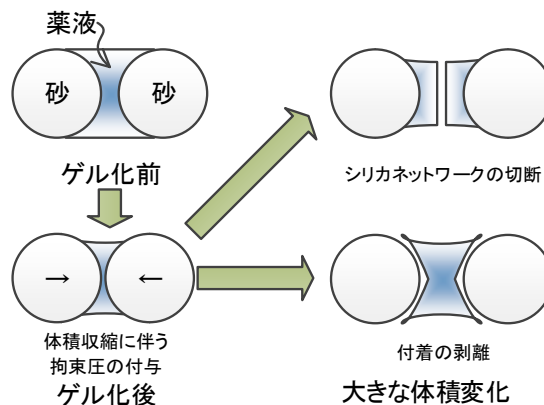 薬液
砂
砂
ゲル化前
シリカネットワークの切断
→
←
体積収縮に伴う
拘束圧の付与
ゲル化後
付着の剥離
大きな体積変化